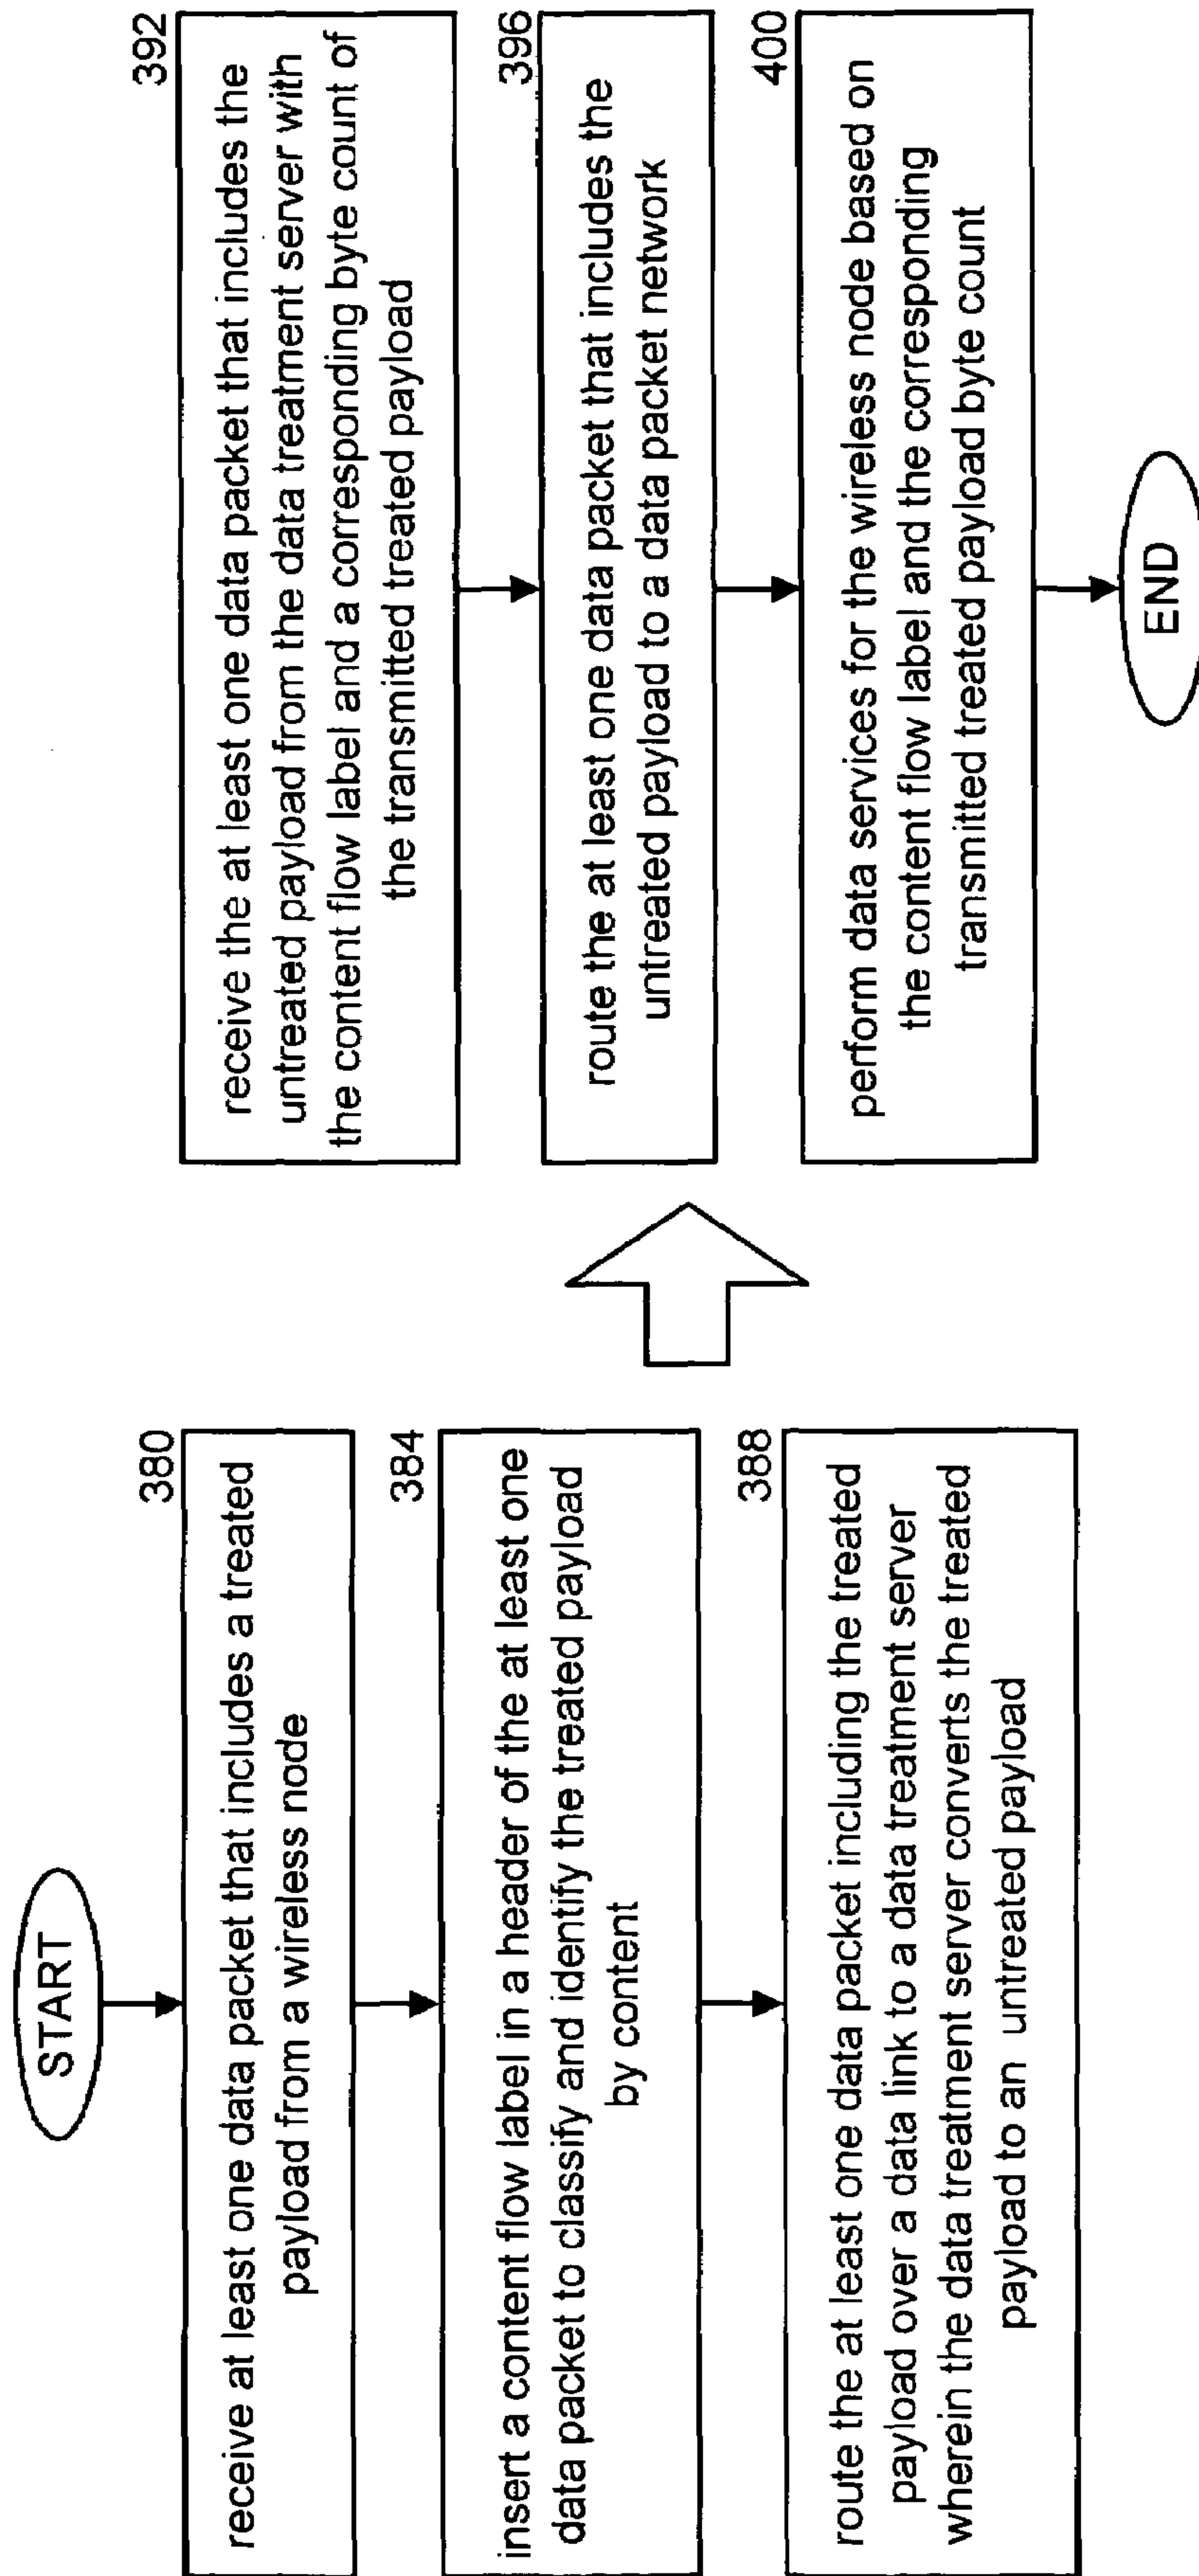 START
380
receive at least one data packet that includes a treated
payload from a wireless node
384
insert a content flow label in a header of the at least one
data packet to classify and identify the treated payload
by content
388
route the at least one data packet including the treated
payload over a data link to a data treatment server
wherein the data treatment server converts the treated
payload to an untreated payload
392
receive the at least one data packet that includes the
untreated payload from the data treatment server with
the content flow label and a corresponding byte count of
the transmitted treated payload
396
route the at least one data packet that includes the
untreated payload to a data packet network
400
perform data services for the wireless node based on
the content flow label and the corresponding
transmitted treated payload byte count
END